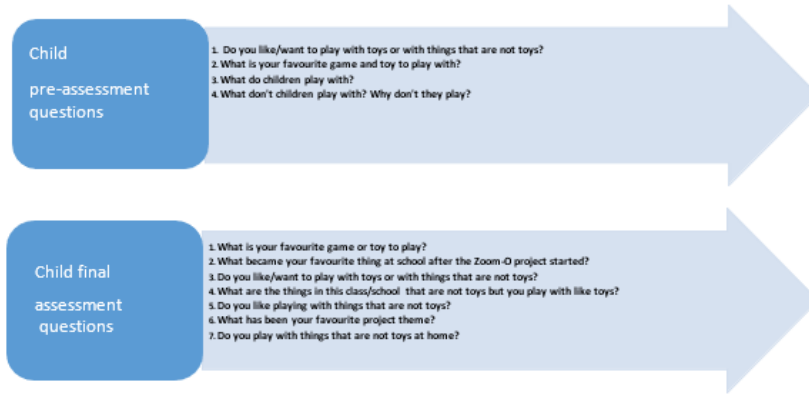 Child
pre-assessment
questions
1. Do you like/want to play with toys or with things that are not toys?
2. What is your favourite game and toy to play with?
3. What do children play with?
4. What don't children play with? Why don't they play?
Child final
assessment
questions
1. What is your favourite game or toy to play?
2. What became your favourite thing at school after the Zoom-O project started?
3. Do you like/want to play with toys or with things that are not toys?
4. What are the things in this class/school that are not toys but you play with like toys?
5. Do you like playing with things that are not toys?
6. What has been your favourite project theme?
7. Do you play with things that are not toys at home?